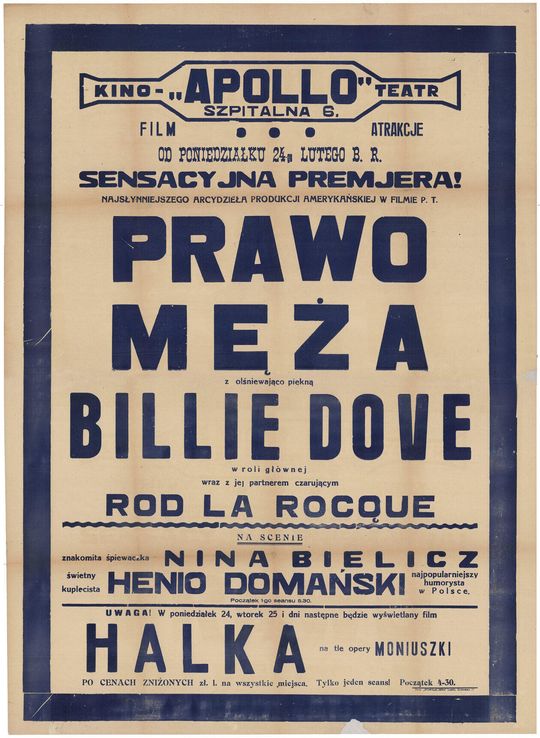 KINO - „APOLLO” TEATR
SZPITALNA 6.
FILM ● ● ● ATRAKCJE
OD PONIEDZIAŁKU 24-go LUTEGO B. R.
SENSACYJNA PREMJERA!
NAJSŁYNNIEJSZEGO ARCYDZIEŁA PRODUKCJI AMERYKAŃSKIEJ W FILMIE P. T.
PRAWO
MĘŻA
z olśniewająco piękną
BILLIE DOVE
w roli głównej
wraz z jej partnerem czarującym
ROD LA ROCQUE
NA SCENIE
znakomita śpiewaczka NINA BIELICZ
świetny kuplecista HENIO DOMAŃSKI najpopularniejszy humorysta w Polsce.
Początek 1-go seansu 5.30.
UWAGA! W poniedziałek 24, wtorek 25 i dni następne będzie wyświetlany film
HALKA na tle opery MONIUSZKI
PO CENACH ZNIŻONYCH zł. 1. na wszystkie miejsca. Tylko jeden seans! Początek 4-30.